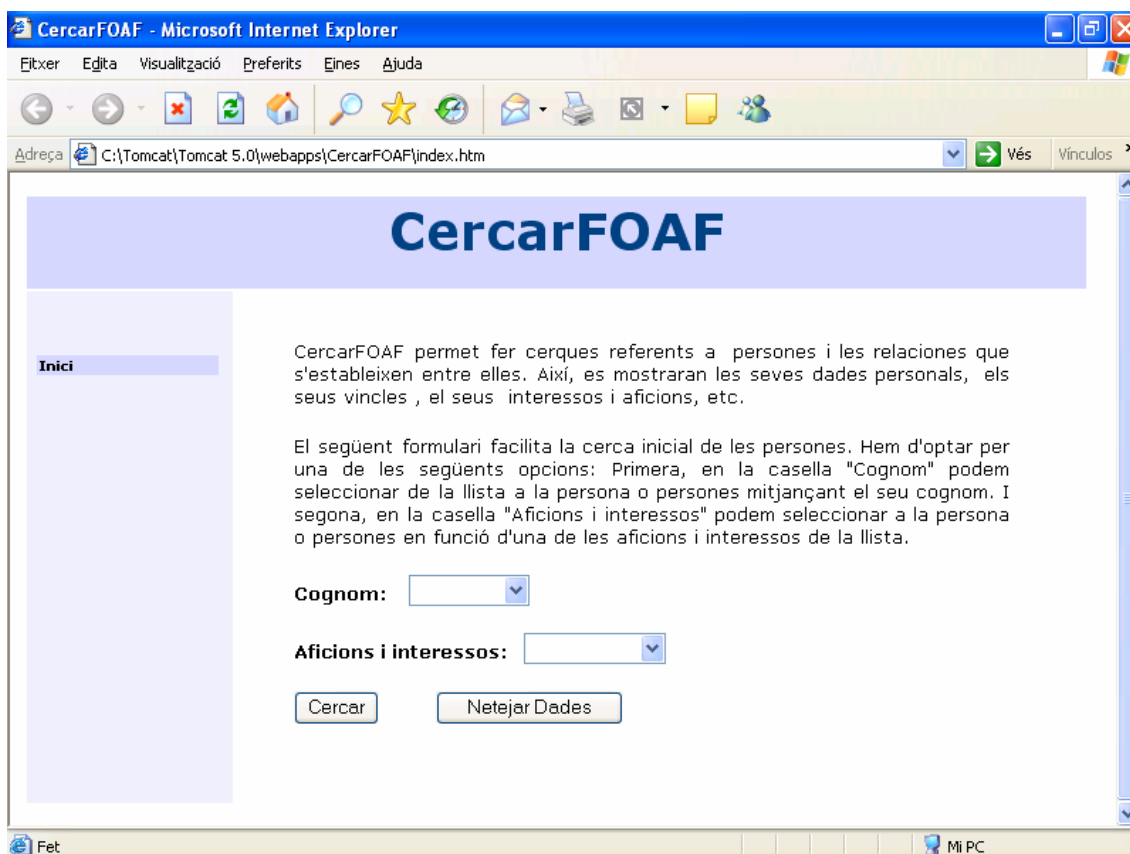 CercarFOAF - Microsoft Internet Explorer
Fitxer Edita Visualització Preferits Eines Ajuda
Adreça C:\Tomcat\Tomcat 5.0\webapps\CercarFOAF\index.htm Vés Vínculos
CercarFOAF
Inici
CercarFOAF permet fer cerques referents a persones i les relaciones que
s'estableixen entre elles. Així, es mostraran les seves dades personals, els
seus vincles , el seus interessos i aficions, etc.
El següent formulari facilita la cerca inicial de les persones. Hem d'optar per
una de les següents opcions: Primera, en la casella "Cognom" podem
seleccionar de la llista a la persona o persones mitjançant el seu cognom. I
segona, en la casella "Aficions i interessos" podem seleccionar a la persona
o persones en funció d'una de les aficions i interessos de la llista.
Cognom:
Aficions i interessos:
Cercar Netejar Dades
Fet Mi PC